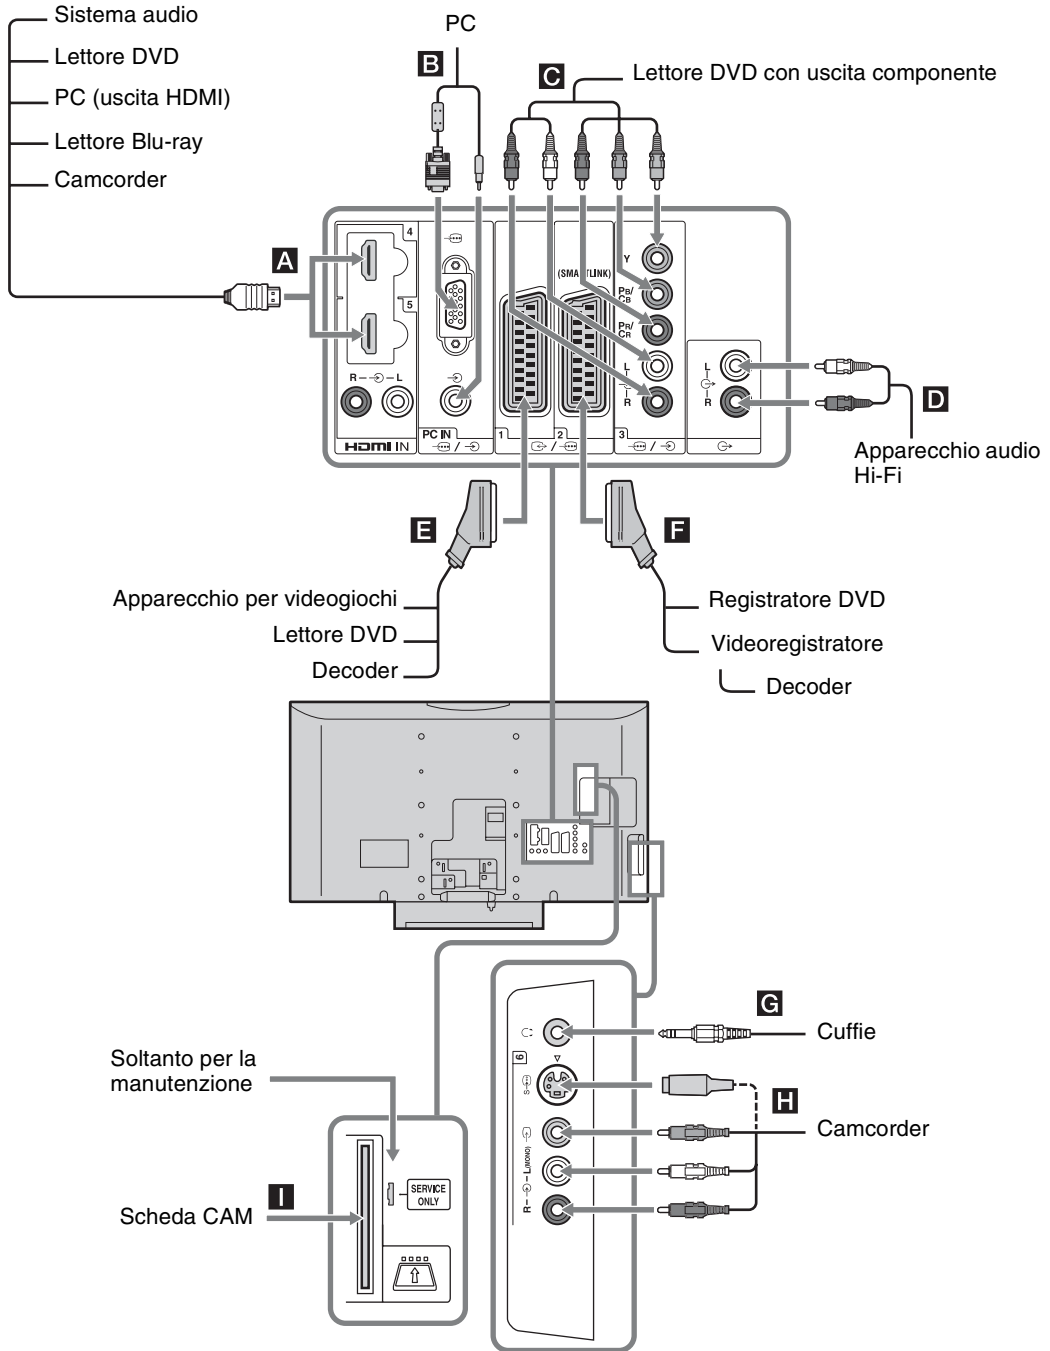 Sistema audio
Lettore DVD
PC (uscita HDMI)
Lettore Blu-ray
Camcorder
PC
B
C
Lettore DVD con uscita componente
A
4
5
R L
HDMI IN
PC IN
/
1
/
2
(SMARTLINK)
Y
PB/
CB
PR/
CR
L
R
3
/
L
R
D
Apparecchio audio
Hi-Fi
E
F
Apparecchio per videogiochi
Lettore DVD
Decoder
Registratore DVD
Videoregistratore
Decoder
G
Cuffie
6
S
H
Camcorder
R L(MONO)
Soltanto per la
manutenzione
SERVICE
ONLY
I
Scheda CAM